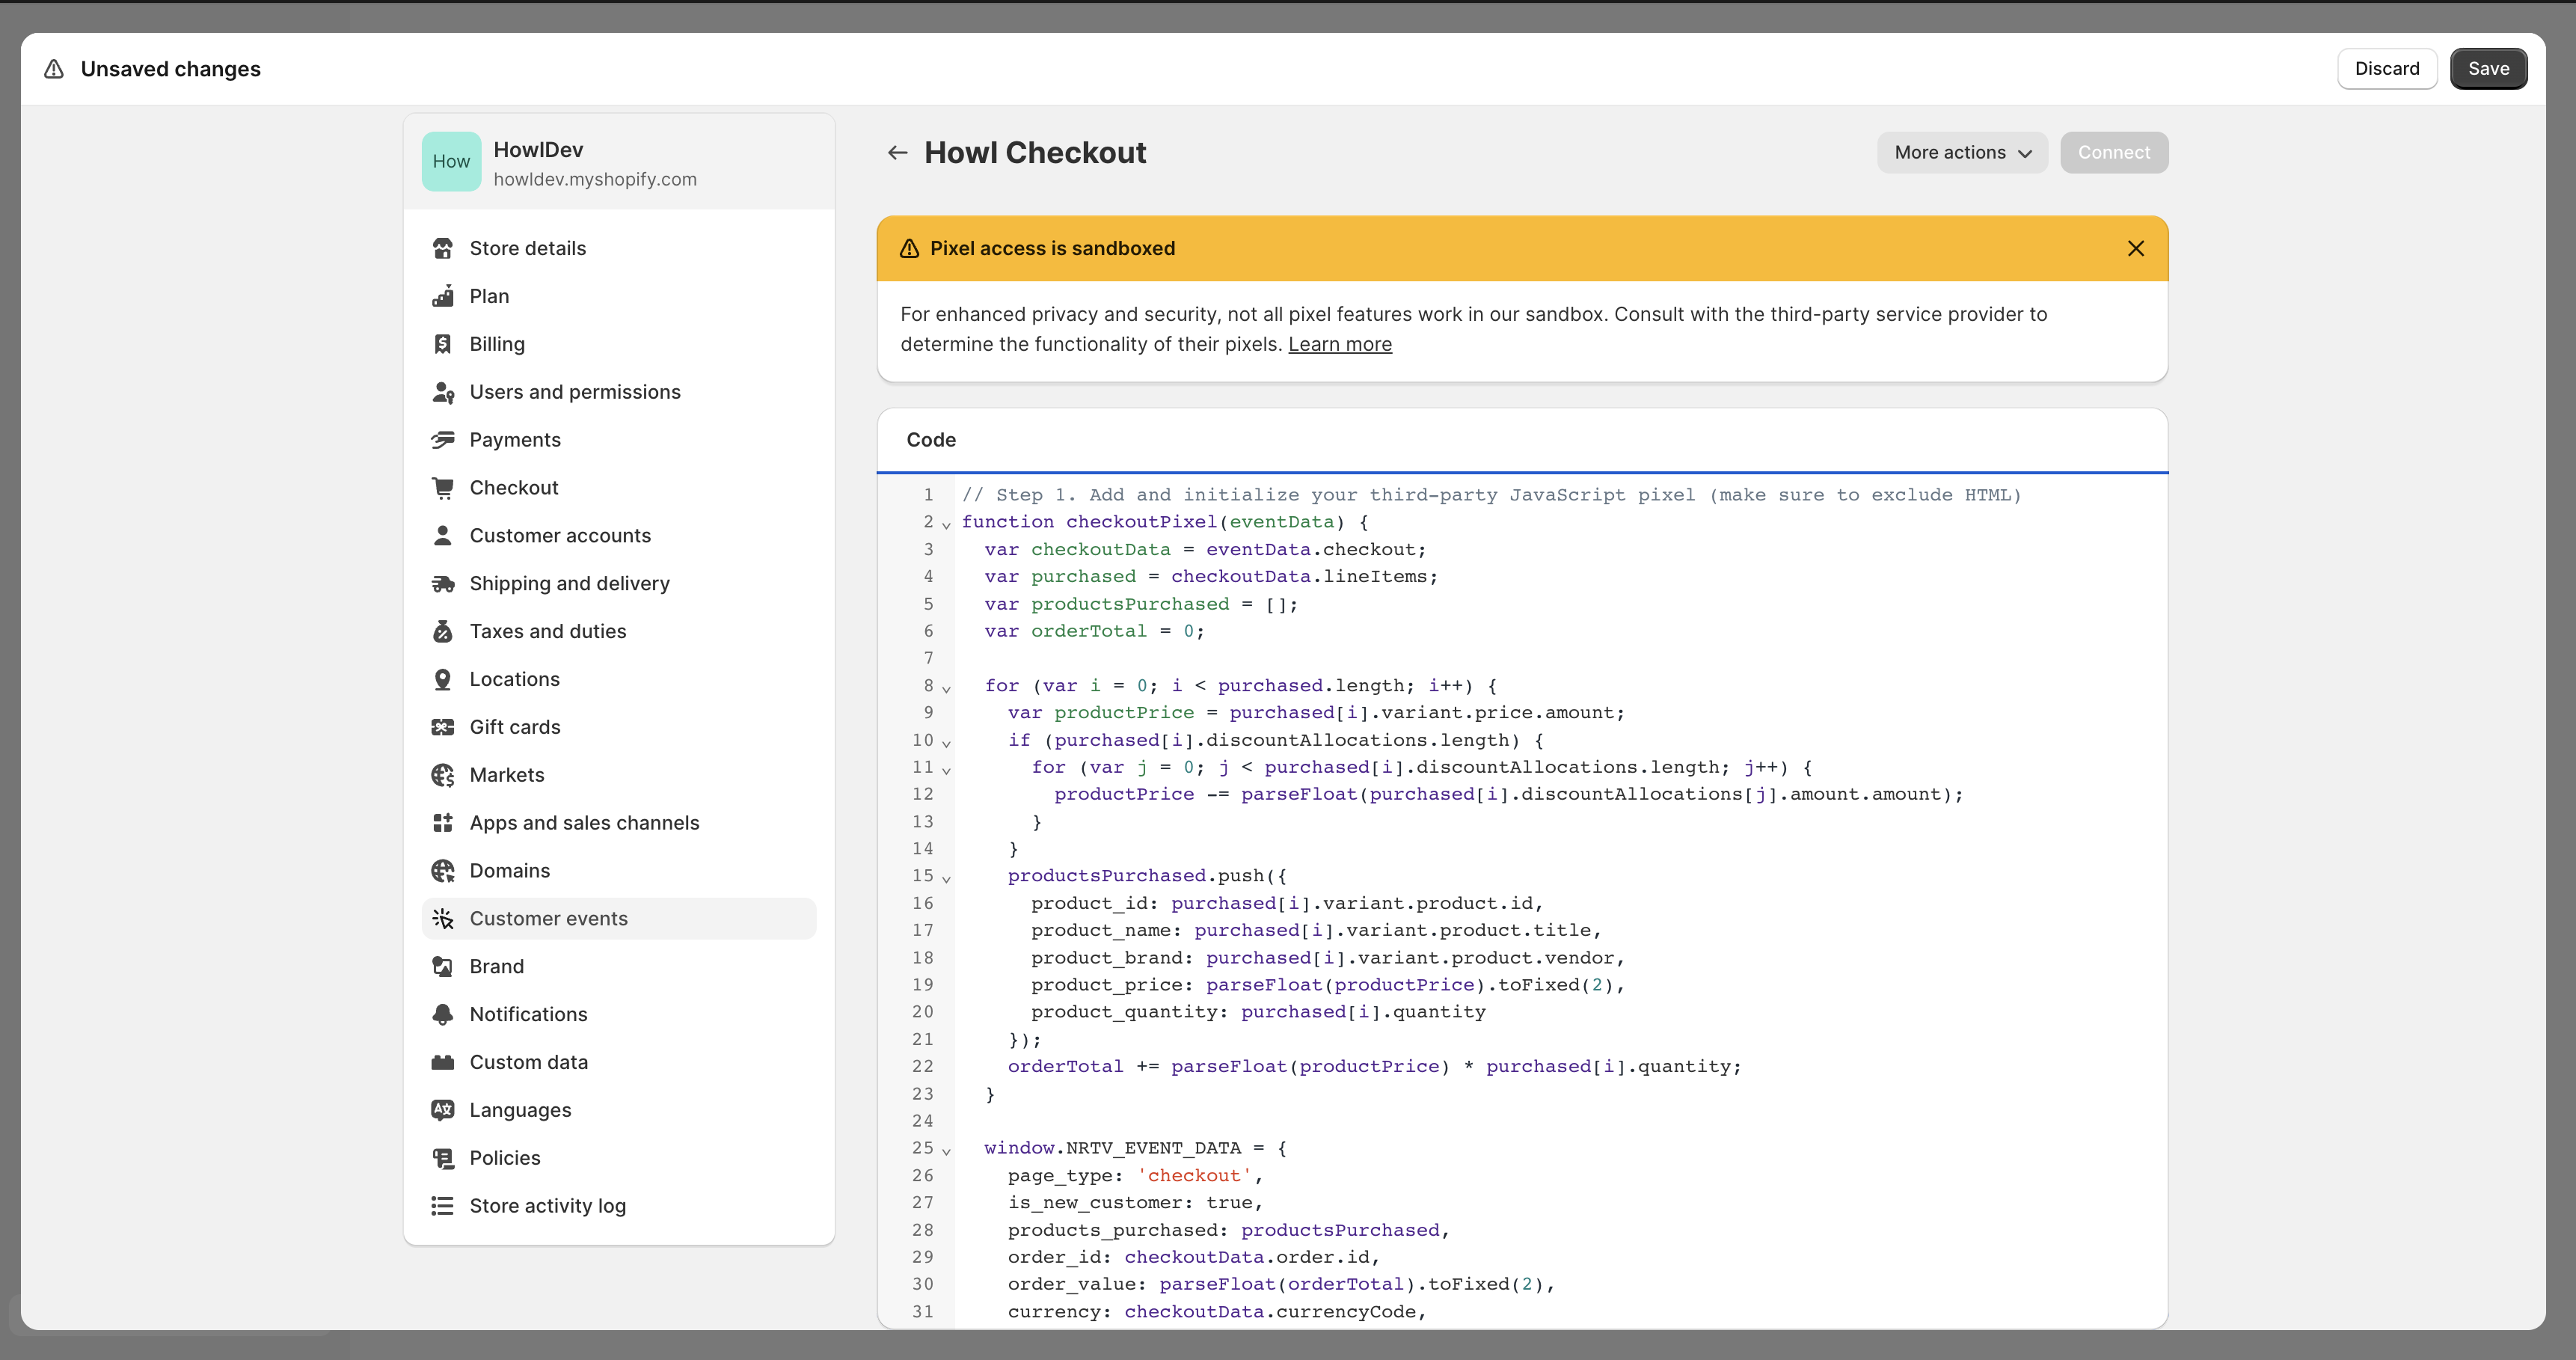 Unsaved changes
Discard
Save
How
HowlDev
howldev.myshopify.com
Store details
Plan
Billing
Users and permissions
Payments
Checkout
Customer accounts
Shipping and delivery
Taxes and duties
Locations
Gift cards
Markets
Apps and sales channels
Domains
Customer events
Brand
Notifications
Custom data
Languages
Policies
Store activity log
Howl Checkout
More actions
Connect
Pixel access is sandboxed
For enhanced privacy and security, not all pixel features work in our sandbox. Consult with the third-party service provider to
determine the functionality of their pixels. Learn more
Code
1 // Step 1. Add and initialize your third-party JavaScript pixel (make sure to exclude HTML)
2 function checkoutPixel(eventData) {
3   var checkoutData = eventData.checkout;
4   var purchased = checkoutData.lineItems;
5   var productsPurchased = [];
6   var orderTotal = 0;
7
8   for (var i = 0; i < purchased.length; i++) {
9     var productPrice = purchased[i].variant.price.amount;
10     if (purchased[i].discountAllocations.length) {
11       for (var j = 0; j < purchased[i].discountAllocations.length; j++) {
12         productPrice -= parseFloat(purchased[i].discountAllocations[j].amount.amount);
13       }
14     }
15     productsPurchased.push({
16       product_id: purchased[i].variant.product.id,
17       product_name: purchased[i].variant.product.title,
18       product_brand: purchased[i].variant.product.vendor,
19       product_price: parseFloat(productPrice).toFixed(2),
20       product_quantity: purchased[i].quantity
21     });
22     orderTotal += parseFloat(productPrice) * purchased[i].quantity;
23   }
24
25   window.NRTV_EVENT_DATA = {
26     page_type: 'checkout',
27     is_new_customer: true,
28     products_purchased: productsPurchased,
29     order_id: checkoutData.order.id,
30     order_value: parseFloat(orderTotal).toFixed(2),
31     currency: checkoutData.currencyCode,